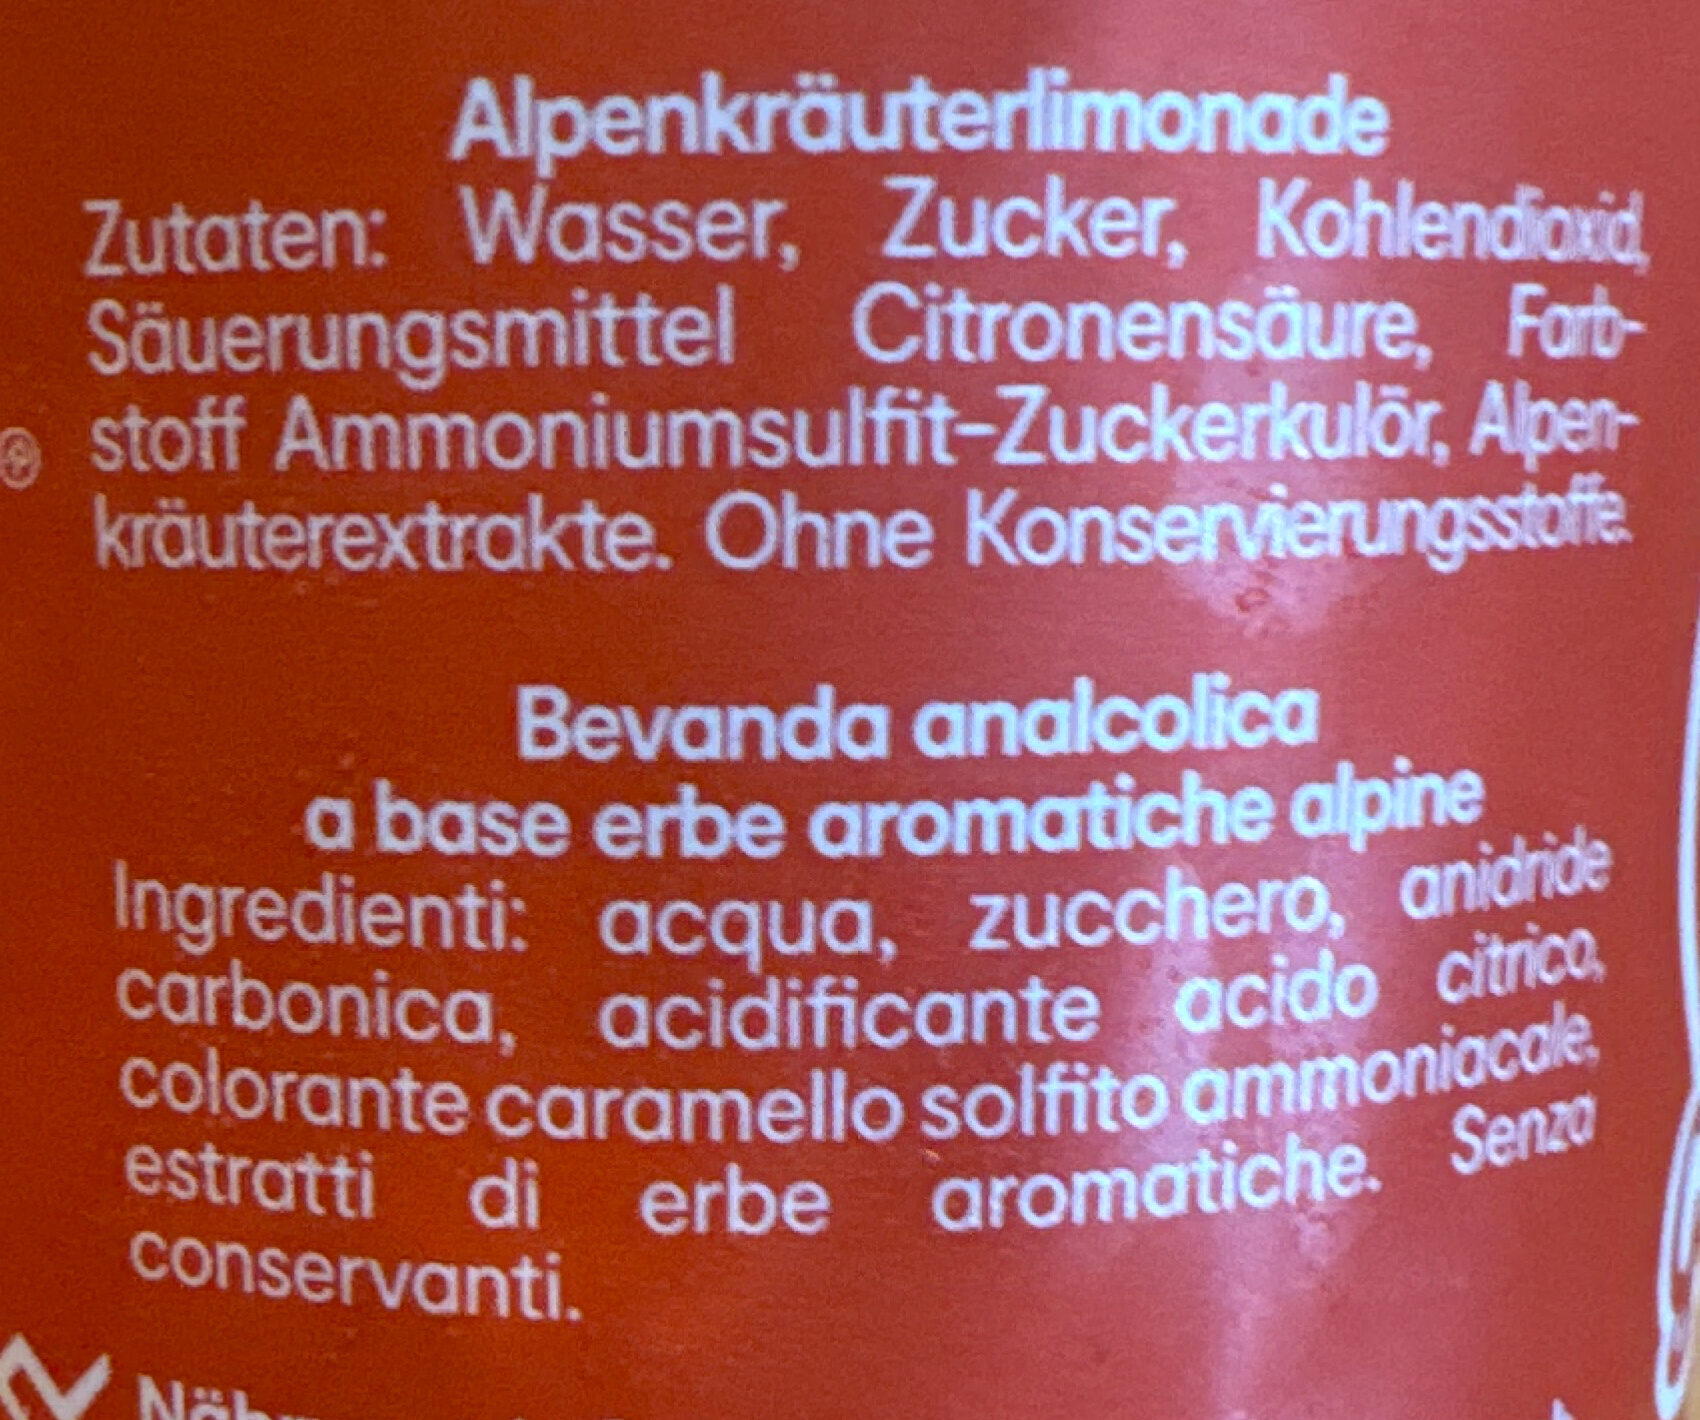 Alpenkräuterlimonade
Zutaten: Wasser, Zucker, Kohlendioxid,
Säuerungsmittel Citronensäure, Farb-
stoff Ammoniumsulfit-Zuckerkulör, Alpen-
kräuterextrakte. Ohne Konservierungsstoffe.
Bevanda analcolica
a base erbe aromatiche alpine
Ingredienti: acqua, zucchero, anidride
carbonica, acidificante acido citrico,
colorante caramello solfito ammoniacale,
estratti di erbe aromatiche. Senza
conservanti.